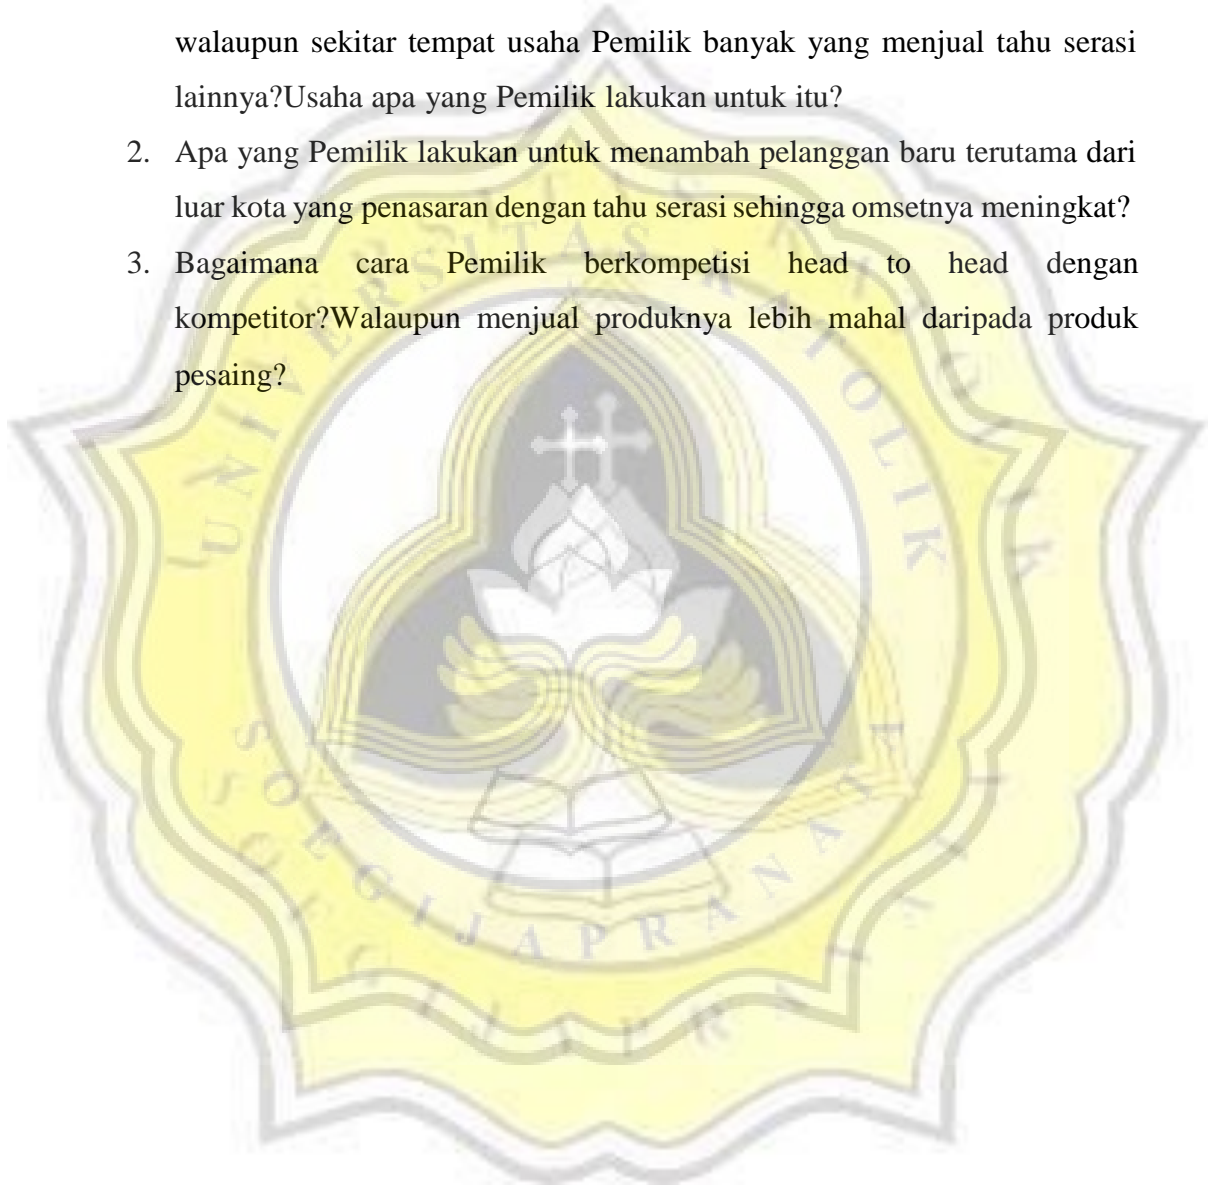 walaupun sekitar tempat usaha Pemilik banyak yang menjual tahu serasi
lainnya?Usaha apa yang Pemilik lakukan untuk itu?
2. Apa yang Pemilik lakukan untuk menambah pelanggan baru terutama dari
luar kota yang penasaran dengan tahu serasi sehingga omsetnya meningkat?
3. Bagaimana cara Pemilik berkompetisi head to head dengan
kompetitor?Walaupun menjual produknya lebih mahal daripada produk
pesaing?
UNIVERSITAS KATOLIK
SOEGIJAPRANATA